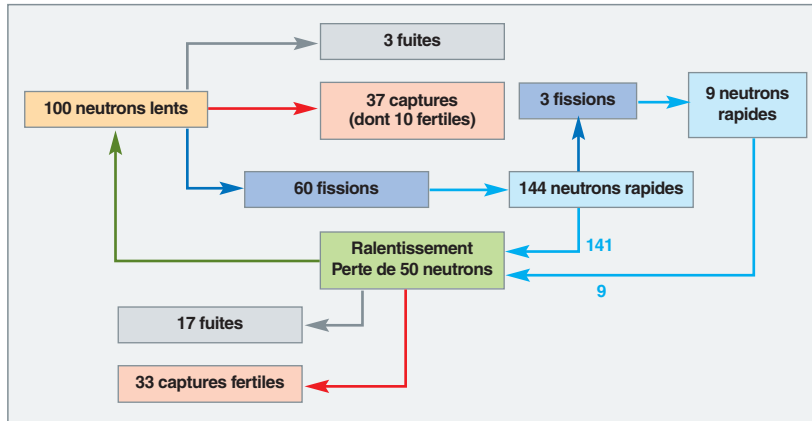 3 fuites
100 neutrons lents
37 captures
(dont 10 fertiles)
3 fissions
9 neutrons
rapides
60 fissions
144 neutrons rapides
Ralentissement
Perte de 50 neutrons
141
9
17 fuites
33 captures fertiles